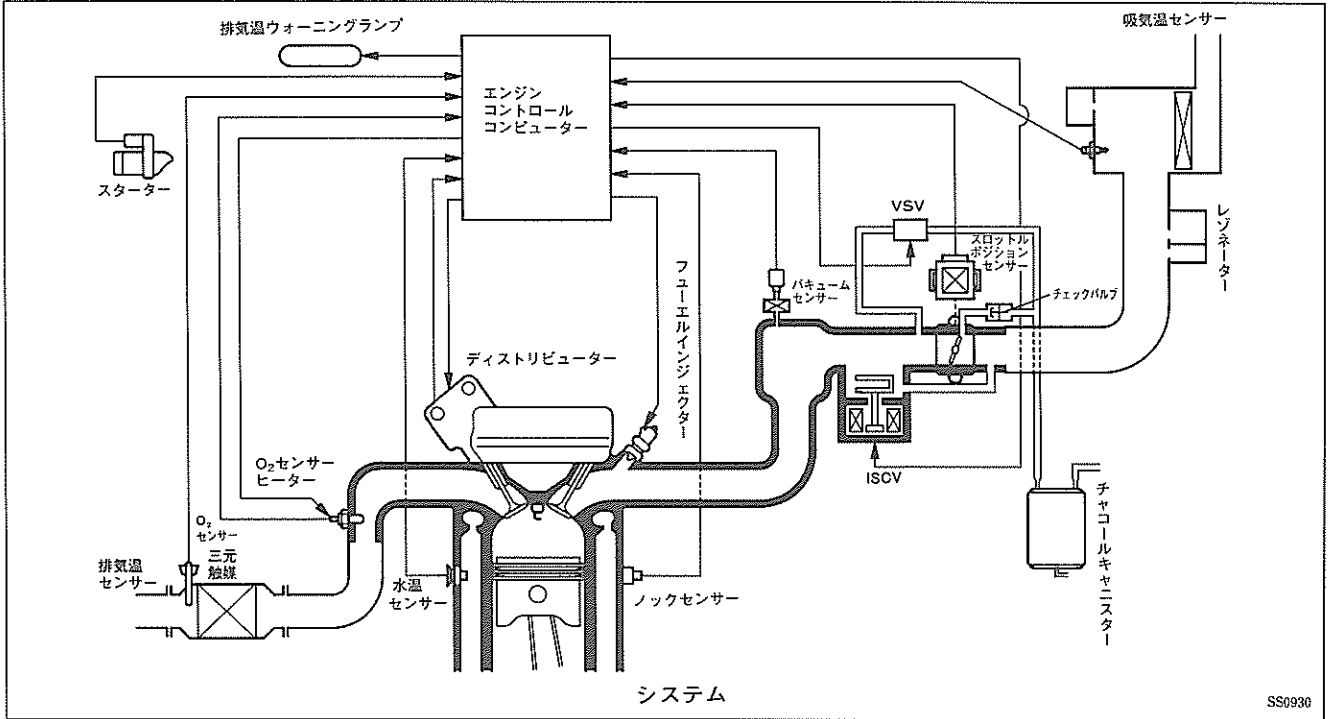 排気温ウォーニングランプ
吸気温センサー
エンジン
コントロール
コンピューター
スターター
VSV
スロットル
ポジション
センサー
レゾネーター
バキューム
センサー
チェックバルブ
フューエルインジェクター
ディストリビューター
O₂センサー
ヒーター
ISCV
チャコールキャニスター
O₂
センサー
排気温
センサー
三元
触媒
水温
センサー
ノックセンサー
システム
SS0930